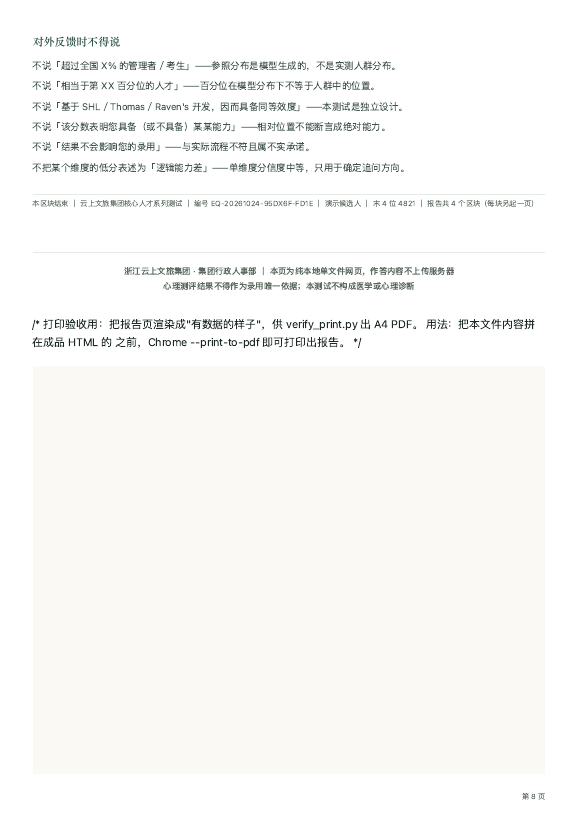 对外反馈时不得说
不说「超过全国 X% 的管理者 / 考生」——参照分布是模型生成的，不是实测人群分布。
不说「相当于第 XX 百分位的人才」——百分位在模型分布下不等于人群中的位置。
不说「基于 SHL / Thomas / Raven's 开发，因而具备同等效度」——本测试是独立设计。
不说「该分数表明您具备（或不具备）某某能力」——相对位置不能断言成绝对能力。
不说「结果不会影响您的录用」——与实际流程不符且属不实承诺。
不把某个维度的低分表述为「逻辑能力差」——单维度分信度中等，只用于确定追问方向。
本区块结束 ｜ 云上文旅集团核心人才系列测试 ｜ 编号 EQ-20261024-95DX6F-FD1E ｜ 演示候选人 ｜ 末 4 位 4821 ｜ 报告共 4 个区块（每块另起一页）
浙江云上文旅集团 · 集团行政人事部 ｜ 本页为纯本地单文件网页，作答内容不上传服务器
心理测评结果不得作为录用唯一依据；本测试不构成医学或心理诊断
/* 打印验收用：把报告页渲染成"有数据的样子"，供 verify_print.py 出 A4 PDF。 用法：把本文件内容拼
在成品 HTML 的 之前，Chrome --print-to-pdf 即可打印出报告。 */
第 8 页